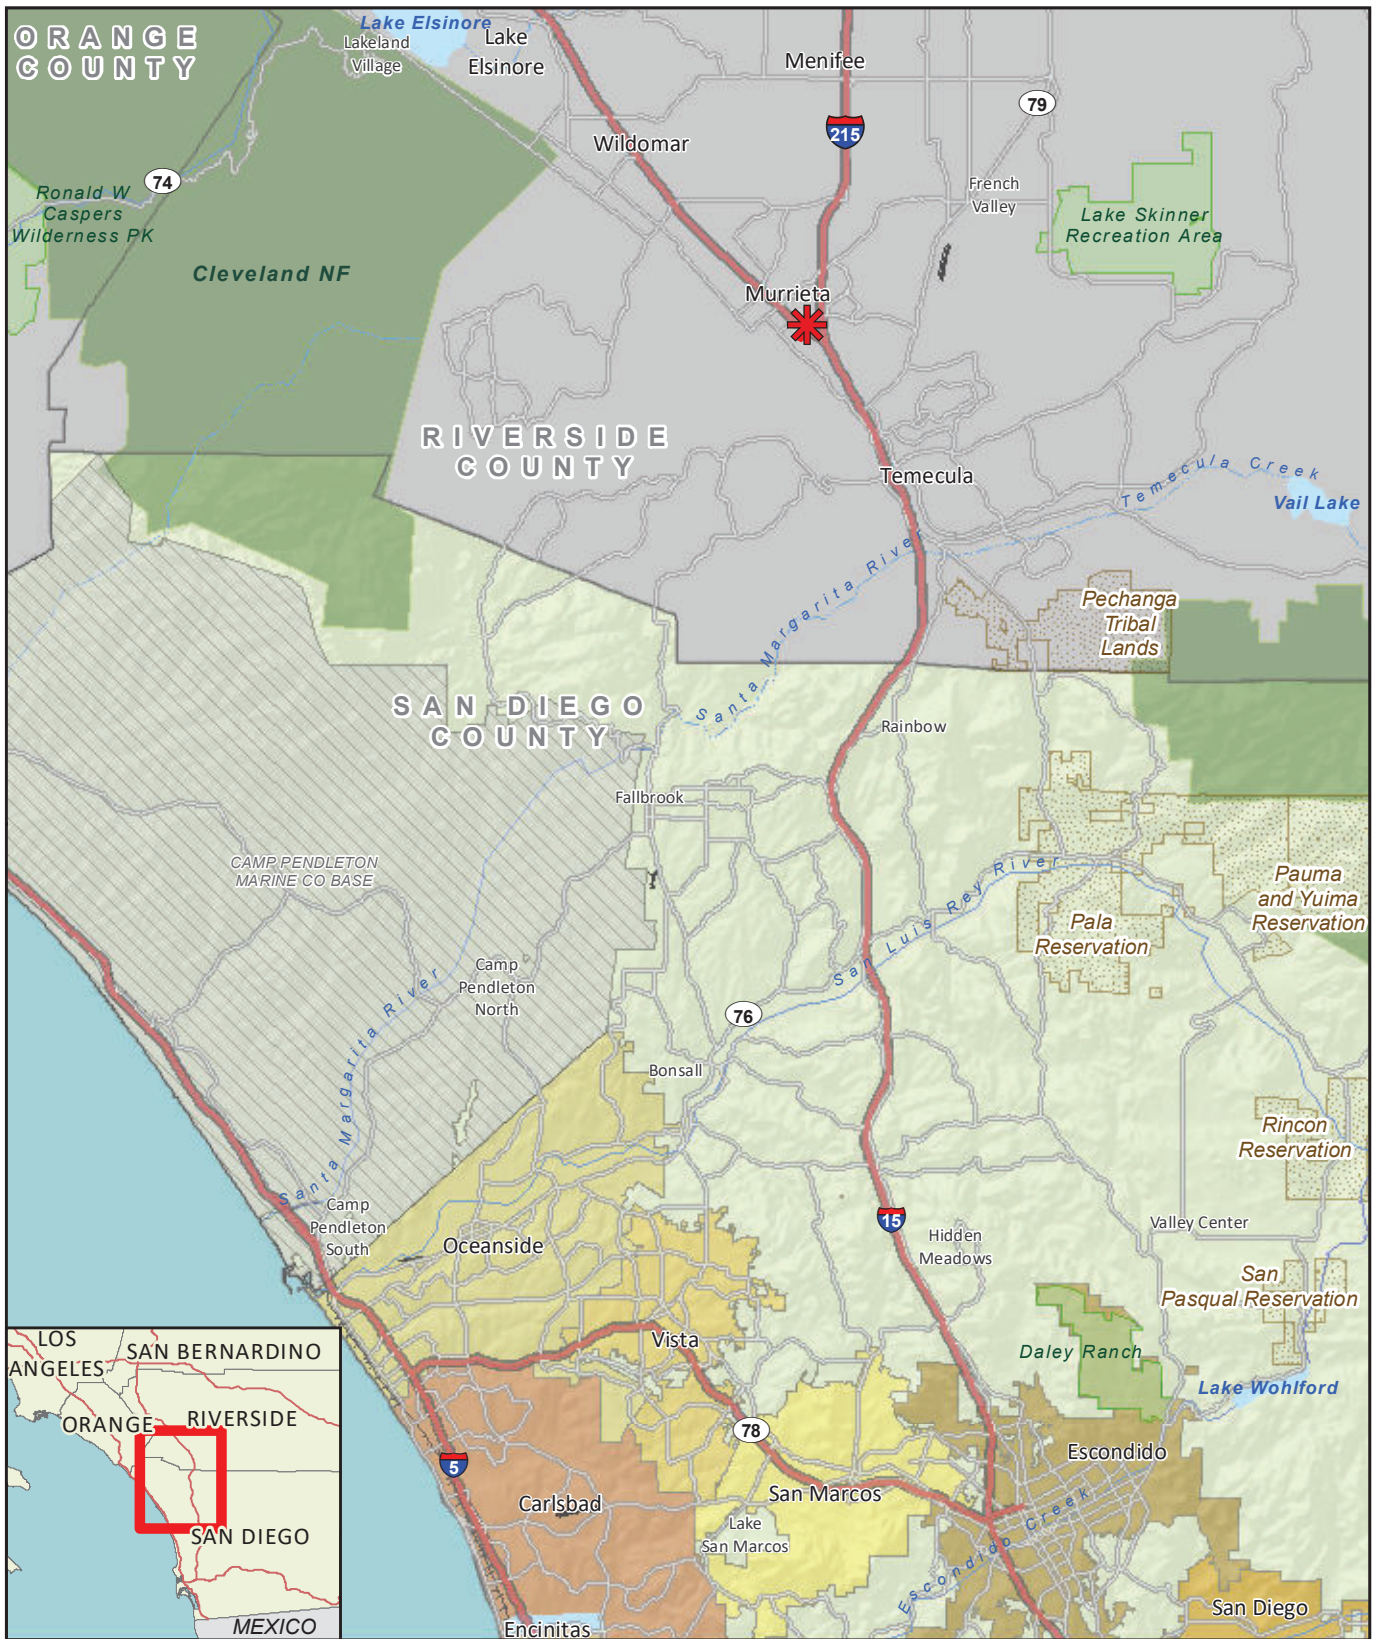 ORANGE
COUNTY
Lake Elsinore
Lakeland
Village
Lake
Elsinore
Menifee
79
215
Wildomar
74
Ronald W
Caspers
Wilderness PK
French
Valley
Lake Skinner
Recreation Area
Cleveland NF
Murrieta
RIVERSIDE
COUNTY
Temecula
Temecula Creek
Vail Lake
Santa Margarita River
Pechanga
Tribal
Lands
SAN DIEGO
COUNTY
Rainbow
Fallbrook
CAMP PENDLETON
MARINE CO BASE
San Luis Rey River
Pauma
and Yuima
Reservation
Pala
Reservation
Camp
Pendleton
North
Santa Margarita River
76
Bonsall
Rincon
Reservation
Camp
Pendleton
South
15
Valley Center
Hidden
Meadows
Oceanside
San
Pasqual Reservation
Vista
Daley Ranch
Lake Wohlford
78
Escondido
5
Carlsbad
San Marcos
Lake
San Marcos
Escondido Creek
San Diego
Encinitas
LOS
ANGELES
SAN BERNARDINO
ORANGE
RIVERSIDE
SAN DIEGO
MEXICO